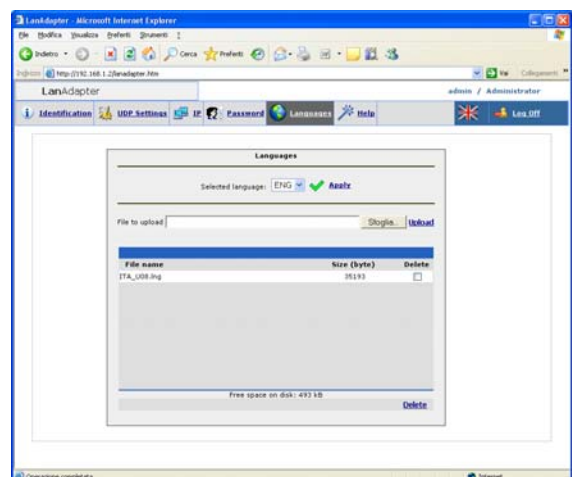 LanAdapter - Microsoft Internet Explorer
File Modifica Visualizza Preferiti Strumenti ?
Indietro Cerca Preferiti
Indirizzo http://192.168.1.2/lanadapter.htm Vai Collegamenti »
LanAdapter admin / Administrator
Identification UDP Settings IP Password Languages Help Log Off
Languages
Selected language: ENG Apply
File to upload Sfoglia... Upload
File name Size (byte) Delete
ITA_U08.lng 35193
Free space on disk: 493 kB
Delete
Operazione completata Internet